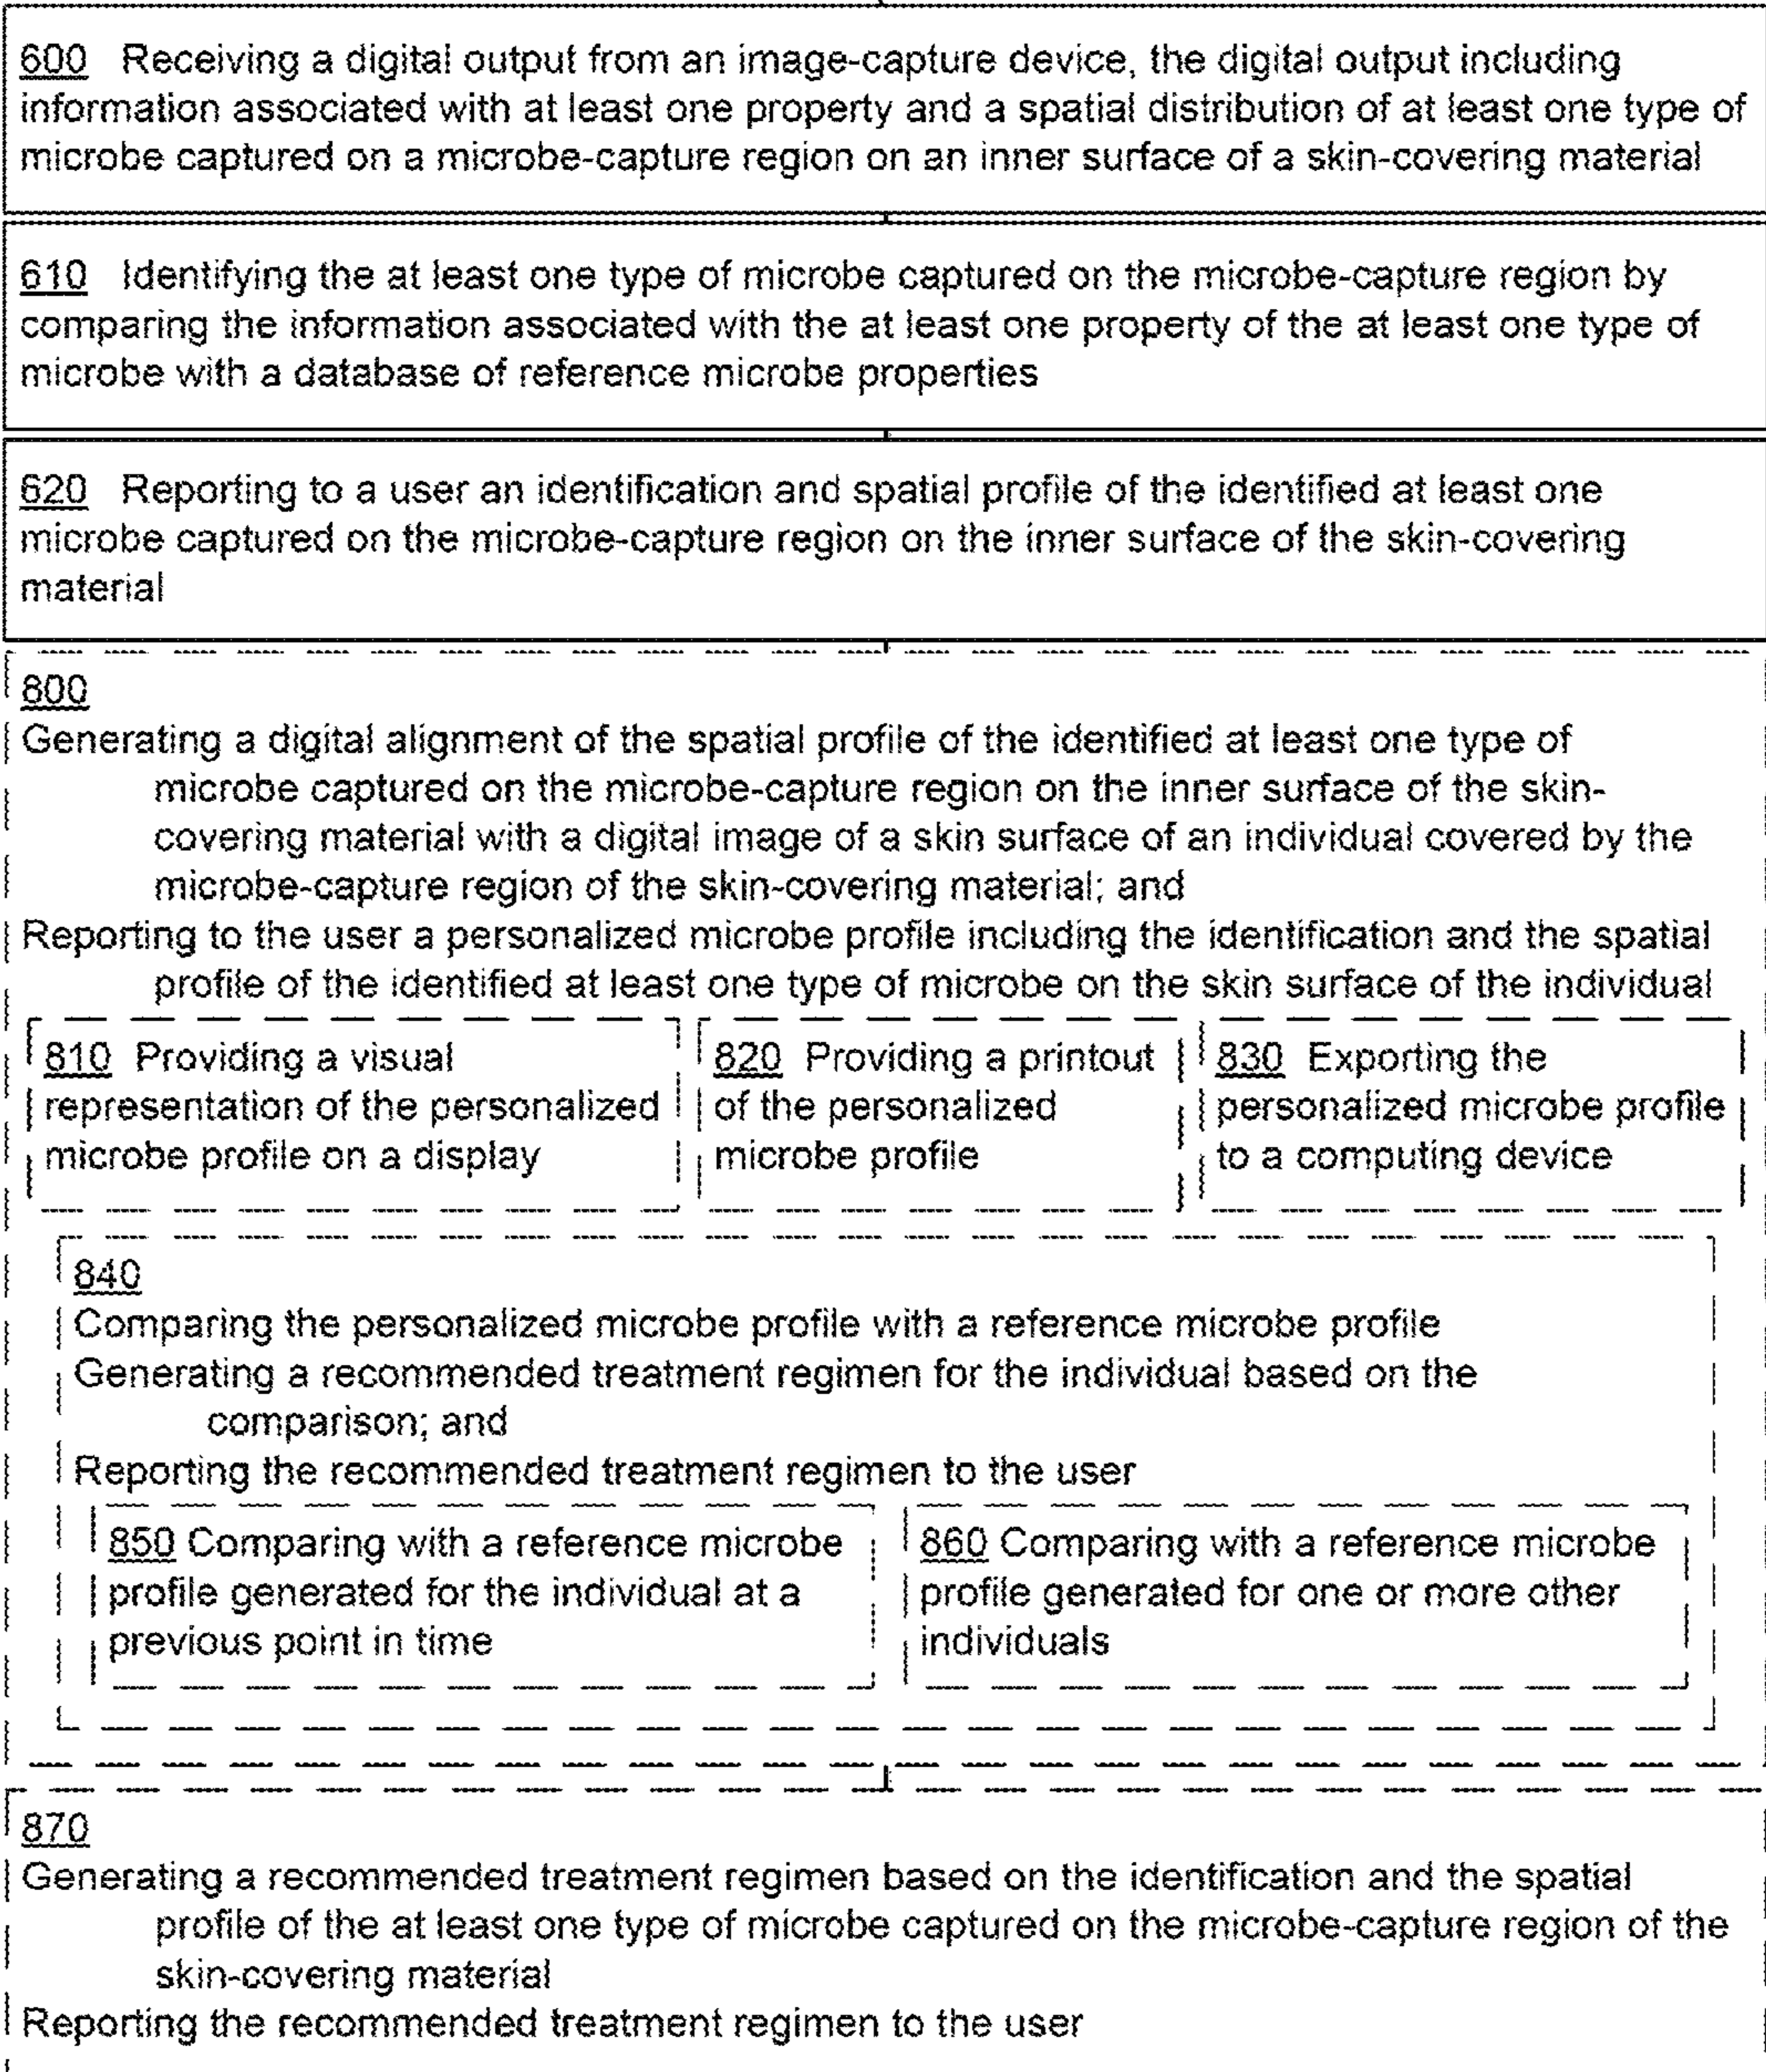 600 Receiving a digital output from an image-capture device, the digital output including
information associated with at least one property and a spatial distribution of at least one type of
microbe captured on a microbe-capture region on an inner surface of a skin-covering material
610 Identifying the at least one type of microbe captured on the microbe-capture region by
comparing the information associated with the at least one property of the at least one type of
microbe with a database of reference microbe properties
620 Reporting to a user an identification and spatial profile of the identified at least one
microbe captured on the microbe-capture region on the inner surface of the skin-covering
material
800
Generating a digital alignment of the spatial profile of the identified at least one type of
microbe captured on the microbe-capture region on the inner surface of the skin-
covering material with a digital image of a skin surface of an individual covered by the
microbe-capture region of the skin-covering material; and
Reporting to the user a personalized microbe profile including the identification and the spatial
profile of the identified at least one type of microbe on the skin surface of the individual
810 Providing a visual
representation of the personalized
microbe profile on a display
820 Providing a printout
of the personalized
microbe profile
830 Exporting the
personalized microbe profile
to a computing device
840
Comparing the personalized microbe profile with a reference microbe profile
Generating a recommended treatment regimen for the individual based on the
comparison; and
Reporting the recommended treatment regimen to the user
850 Comparing with a reference microbe
profile generated for the individual at a
previous point in time
860 Comparing with a reference microbe
profile generated for one or more other
individuals
870
Generating a recommended treatment regimen based on the identification and the spatial
profile of the at least one type of microbe captured on the microbe-capture region of the
skin-covering material
Reporting the recommended treatment regimen to the user